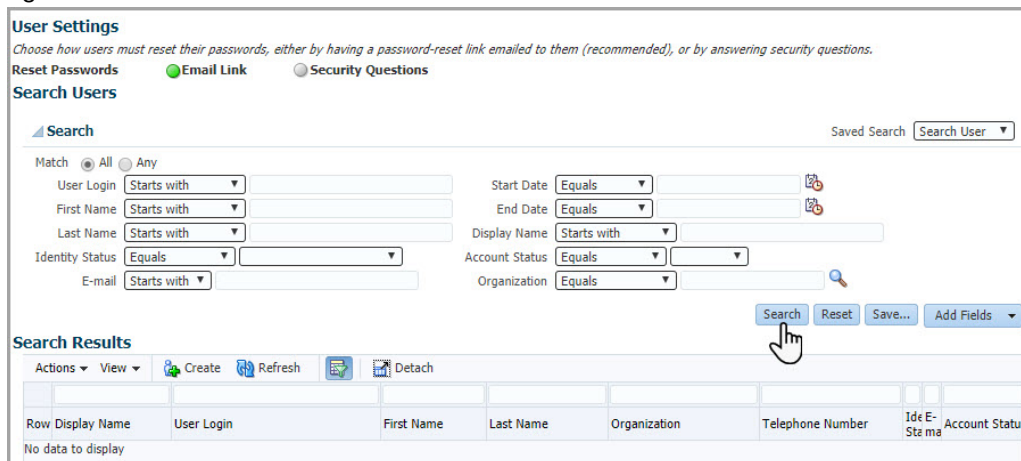 User Settings
Choose how users must reset their passwords, either by having a password-reset link emailed to them (recommended), or by answering security questions.
Reset Passwords Email Link Security Questions
Search Users
Search Saved Search Search User
Match All Any
User Login Starts with Start Date Equals
First Name Starts with End Date Equals
Last Name Starts with Display Name Starts with
Identity Status Equals Account Status Equals
E-mail Starts with Organization Equals
Search Reset Save... Add Fields
Search Results
Actions View Create Refresh Detach
Row Display Name User Login First Name Last Name Organization Telephone Number Ide Sta E- ma Account Statu
No data to display